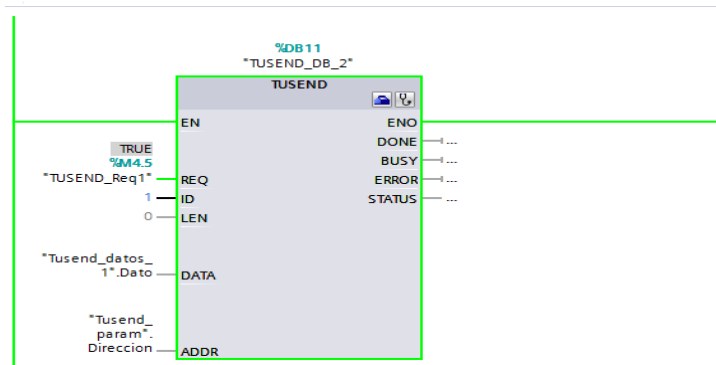 %DB11
"TUSEND_DB_2"
TUSEND
EN
ENO
DONE
...
BUSY
...
ERROR
...
STATUS
...
TRUE
%M4.5
"TUSEND_Req1"
REQ
1
ID
0
LEN
"Tusend_datos_
1".Dato
DATA
"Tusend_
param".
Direccion
ADDR